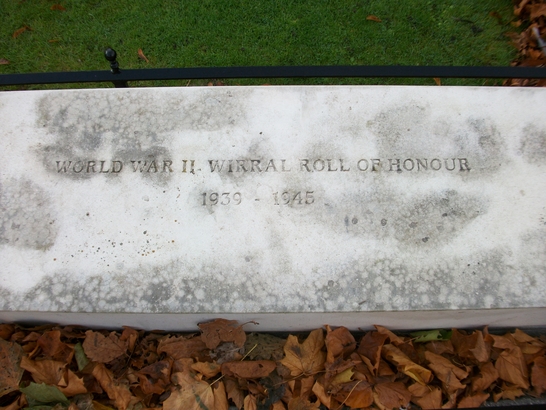 WORLD WAR II. WIRRAL ROLL OF HONOUR
1939 - 1945